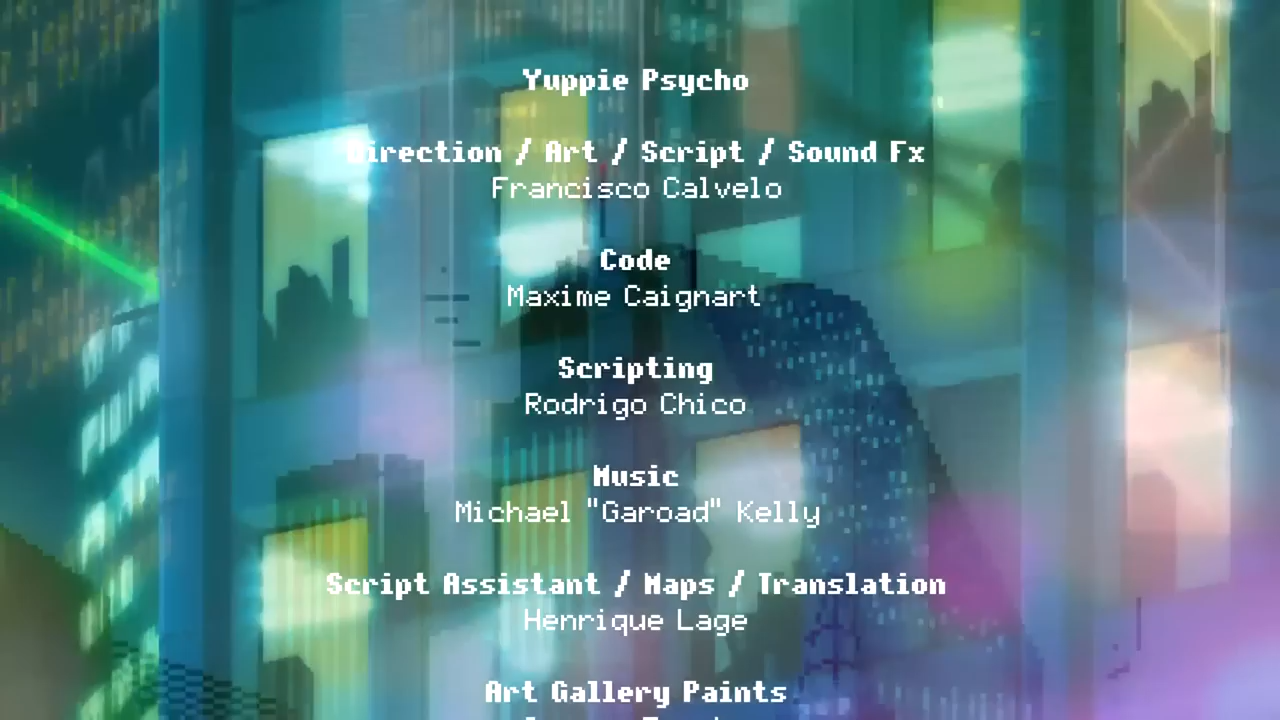 Yuppie Psycho
Direction / Art / Script / Sound Fx
Francisco Calvelo
Code
Maxime Caignart
Scripting
Rodrigo Chico
Music
Michael "Garoad" Kelly
Script Assistant / Maps / Translation
Henrique Lage
Art Gallery Paints